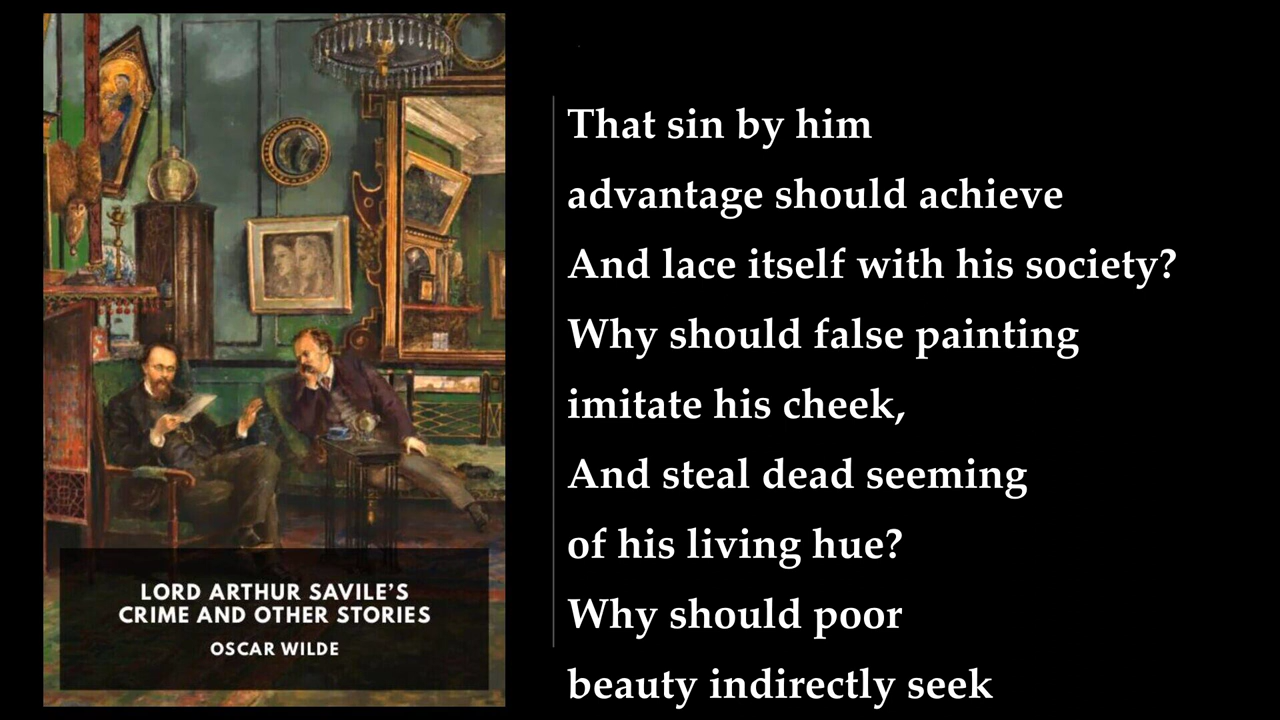 LORD ARTHUR SAVILE'S
CRIME AND OTHER STORIES
OSCAR WILDE
That sin by him
advantage should achieve
And lace itself with his society?
Why should false painting
imitate his cheek,
And steal dead seeming
of his living hue?
Why should poor
beauty indirectly seek